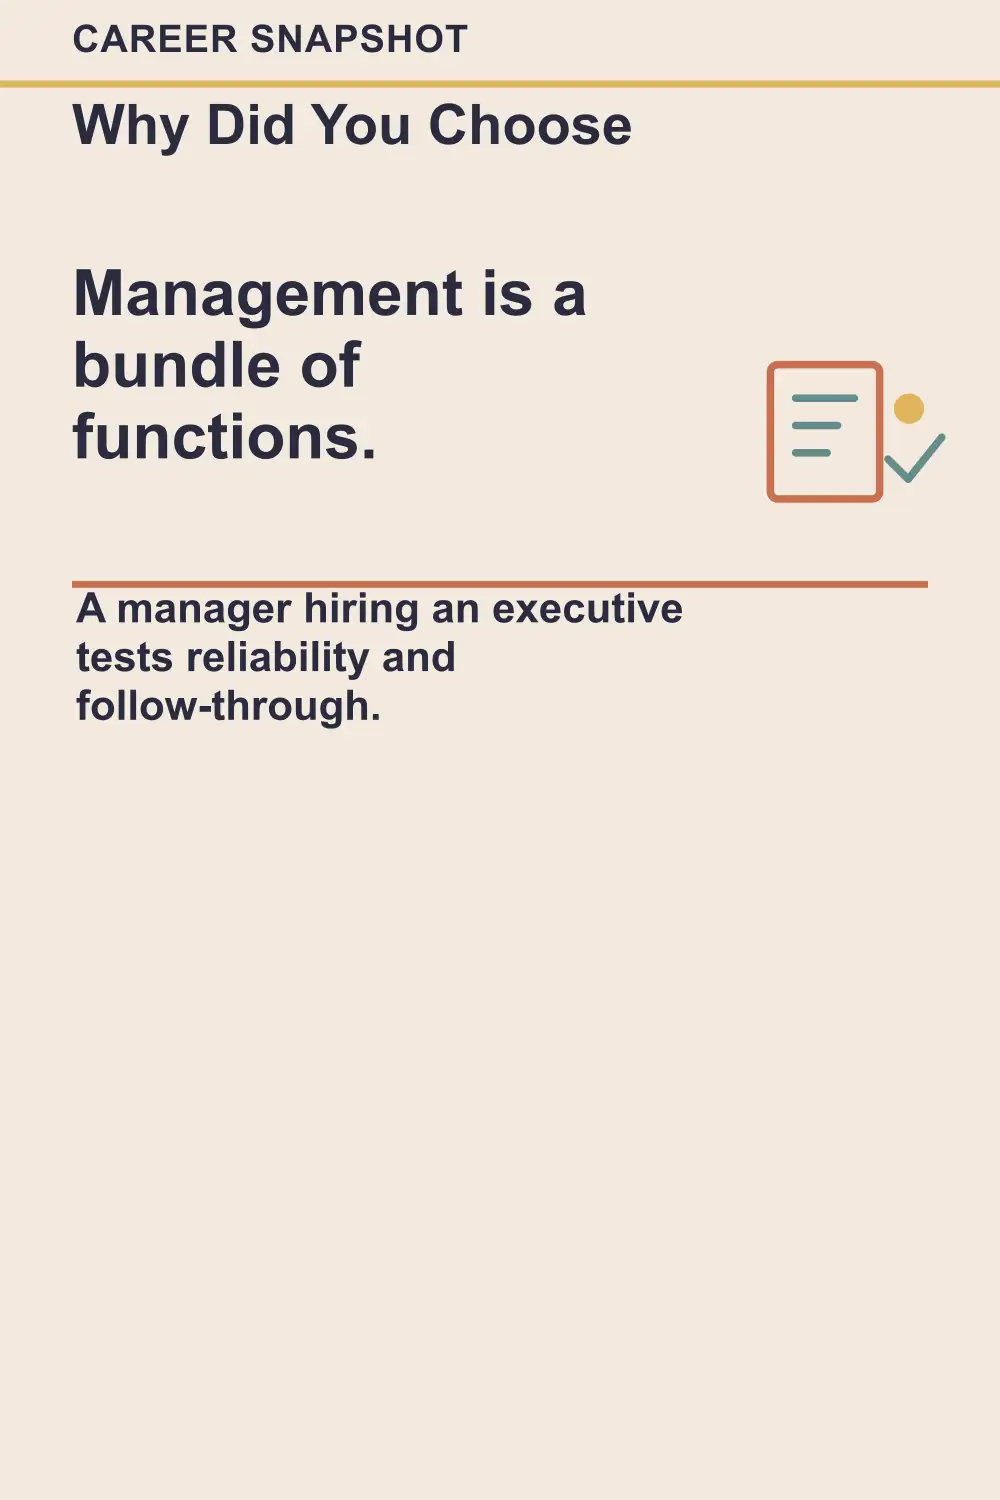 CAREER SNAPSHOT
Why Did You Choose
Management is a
bundle of
functions.
A manager hiring an executive
tests reliability and
follow-through.